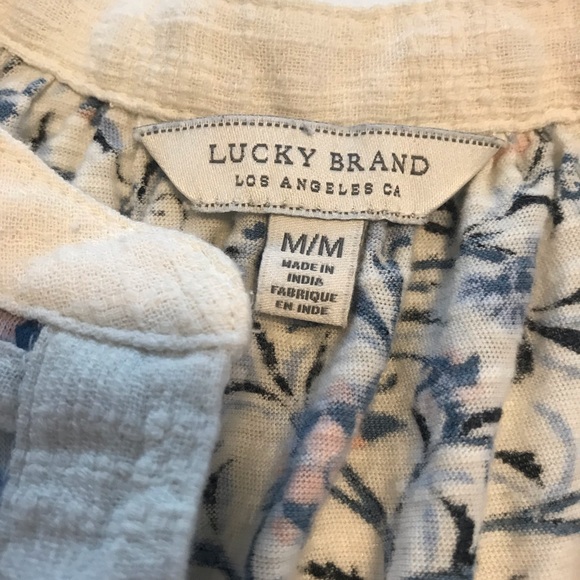 LUCKY BRAND
LOS ANGELES CA
M/M
MADE IN
INDIA
FABRIQUE
EN INDE